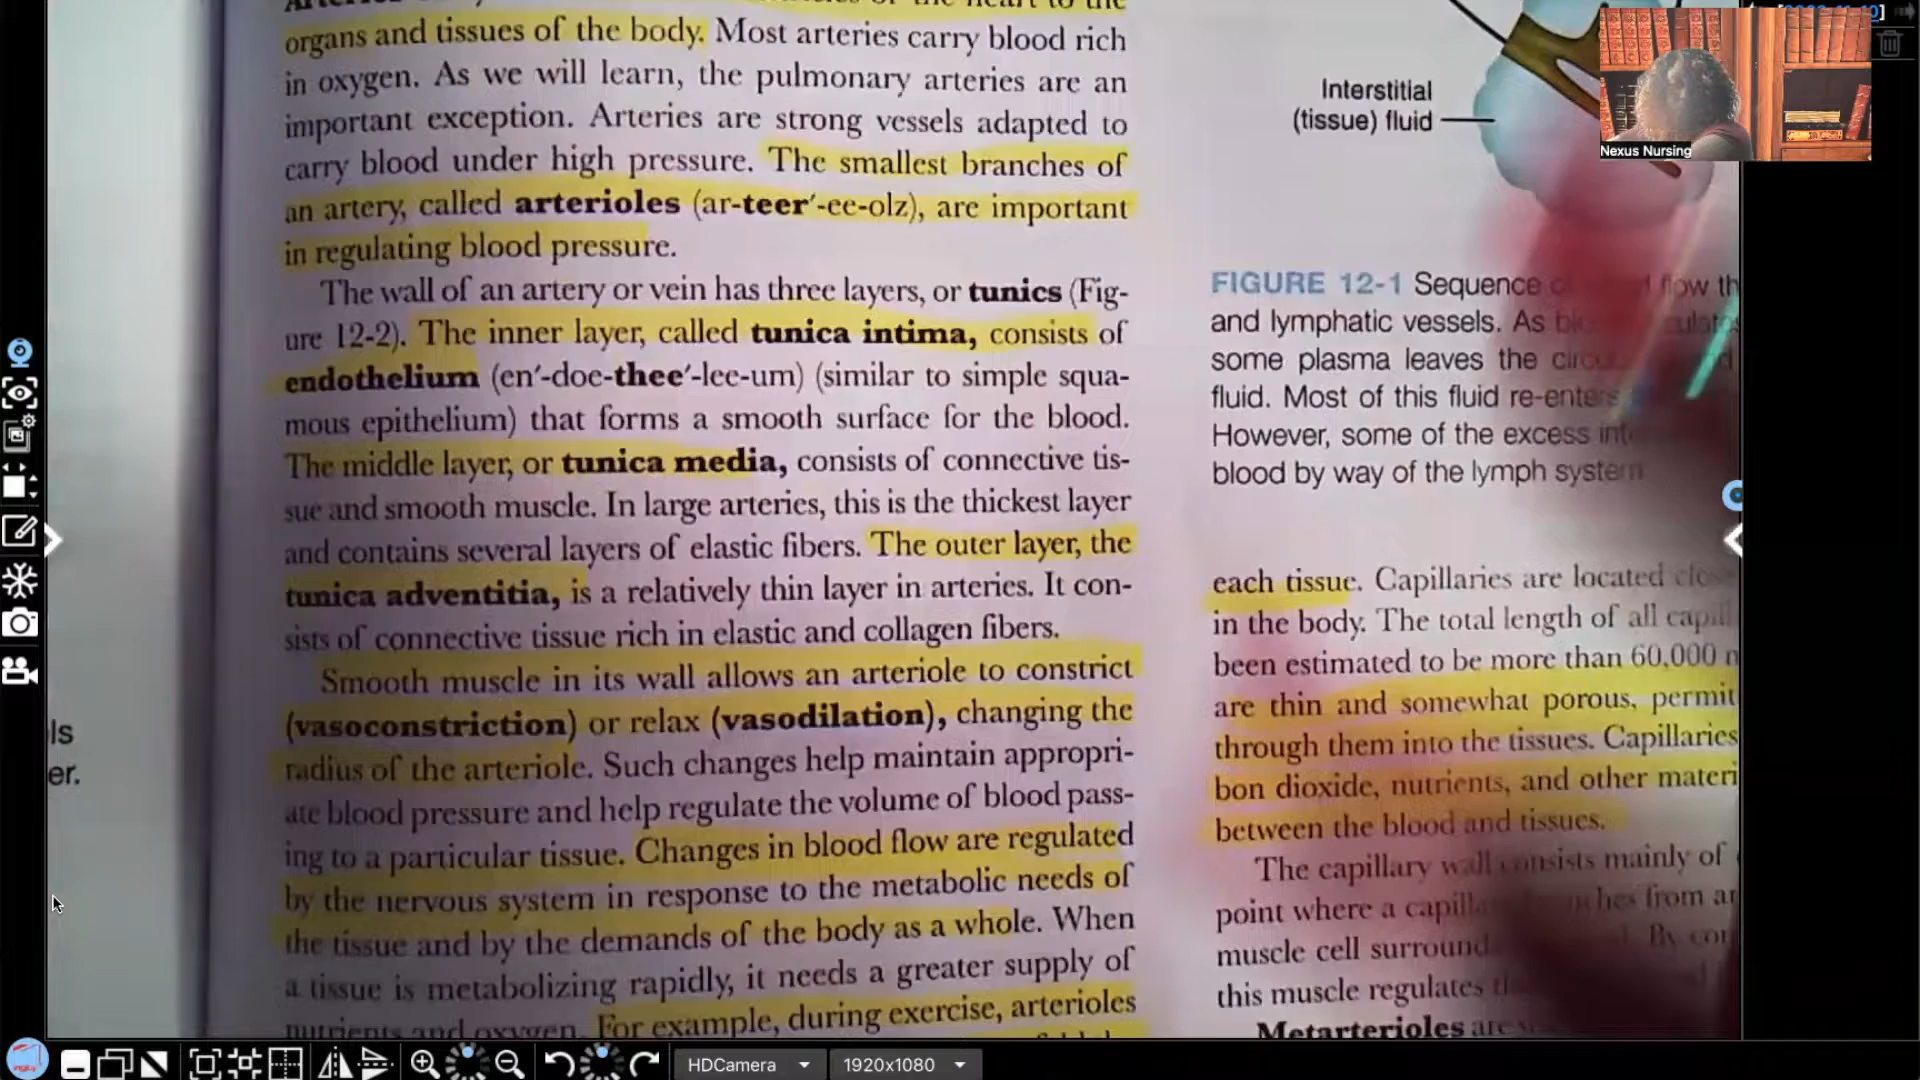 organs and tissues of the body. Most arteries carry blood rich
in oxygen. As we will learn, the pulmonary arteries are an
important exception. Arteries are strong vessels adapted to
carry blood under high pressure. The smallest branches of
an artery, called arterioles (ar-teer′-ee-olz), are important
in regulating blood pressure.
The wall of an artery or vein has three layers, or tunics (Fig-
ure 12-2). The inner layer, called tunica intima, consists of
endothelium (en′-doe-thee′-lee-um) (similar to simple squa-
mous epithelium) that forms a smooth surface for the blood.
The middle layer, or tunica media, consists of connective tis-
sue and smooth muscle. In large arteries, this is the thickest layer
and contains several layers of elastic fibers. The outer layer, the
tunica adventitia, is a relatively thin layer in arteries. It con-
sists of connective tissue rich in elastic and collagen fibers.
Smooth muscle in its wall allows an arteriole to constrict
(vasoconstriction) or relax (vasodilation), changing the
radius of the arteriole. Such changes help maintain appropri-
ate blood pressure and help regulate the volume of blood pass-
ing to a particular tissue. Changes in blood flow are regulated
by the nervous system in response to the metabolic needs of
the tissue and by the demands of the body as a whole. When
a tissue is metabolizing rapidly, it needs a greater supply of
nutrients and oxygen. For example, during exercise, arterioles
ls
er.
Interstitial
(tissue) fluid
Nexus Nursing
FIGURE 12-1 Sequence flow th
and lymphatic vessels. As
some plasma leaves the
fluid. Most of this fluid re-enters
However, some of the excess
blood by way of the lymph system
each tissue. Capillaries are located
in the body. The total length of all
been estimated to be more than 60,000
are thin and somewhat porous, permit
through them into the tissues. Capillaries
bon dioxide, nutrients, and other materi
between the blood and tissues.
The capillary wall consists mainly of
point where a from
muscle cell By
this muscle regulates
Metarterioles are
HDCamera
1920x1080